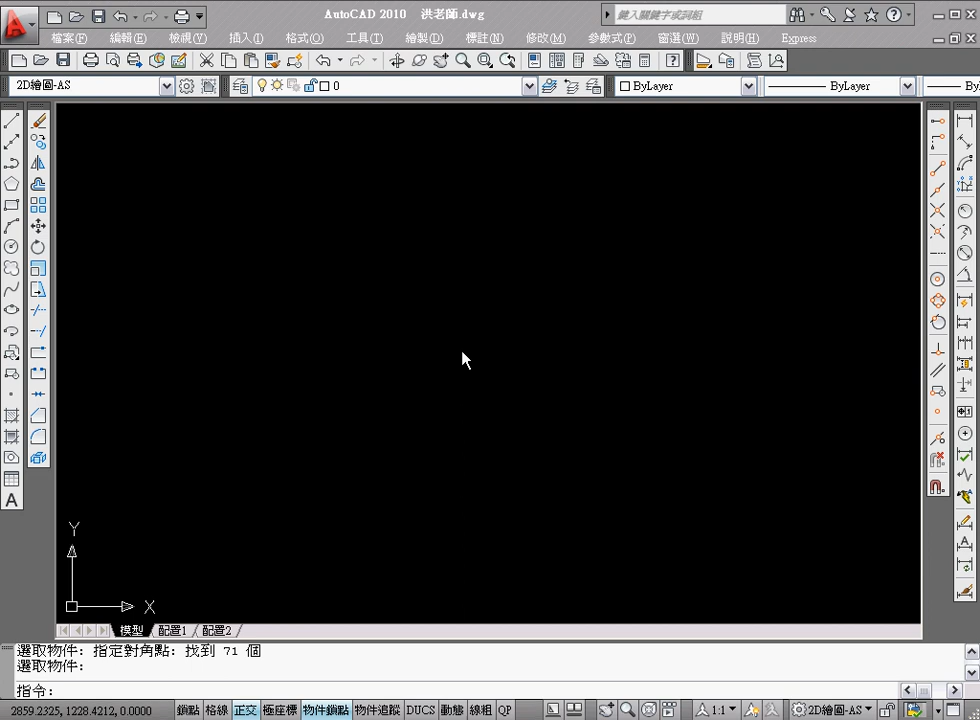 AutoCAD 2010 洪老師.dwg
鍵入關鍵字或詞組
檔案(F) 編輯(E) 檢視(V) 插入(I) 格式(O) 工具(T) 繪製(D) 標註(N) 修改(M) 參數式(P) 視窗(W) 說明(H) Express
2D繪圖-AS
0
ByLayer
ByLayer
By
A
Y
X
模型 配置1 配置2
選取物件: 指定對角點: 找到 71 個
選取物件:
指令:
2859.2325, 1228.4212, 0.0000 鎖點 格線 正交 極座標 物件鎖點 物件追蹤 DUCS 動態 線粗 QP 1:1 2D繪圖-AS